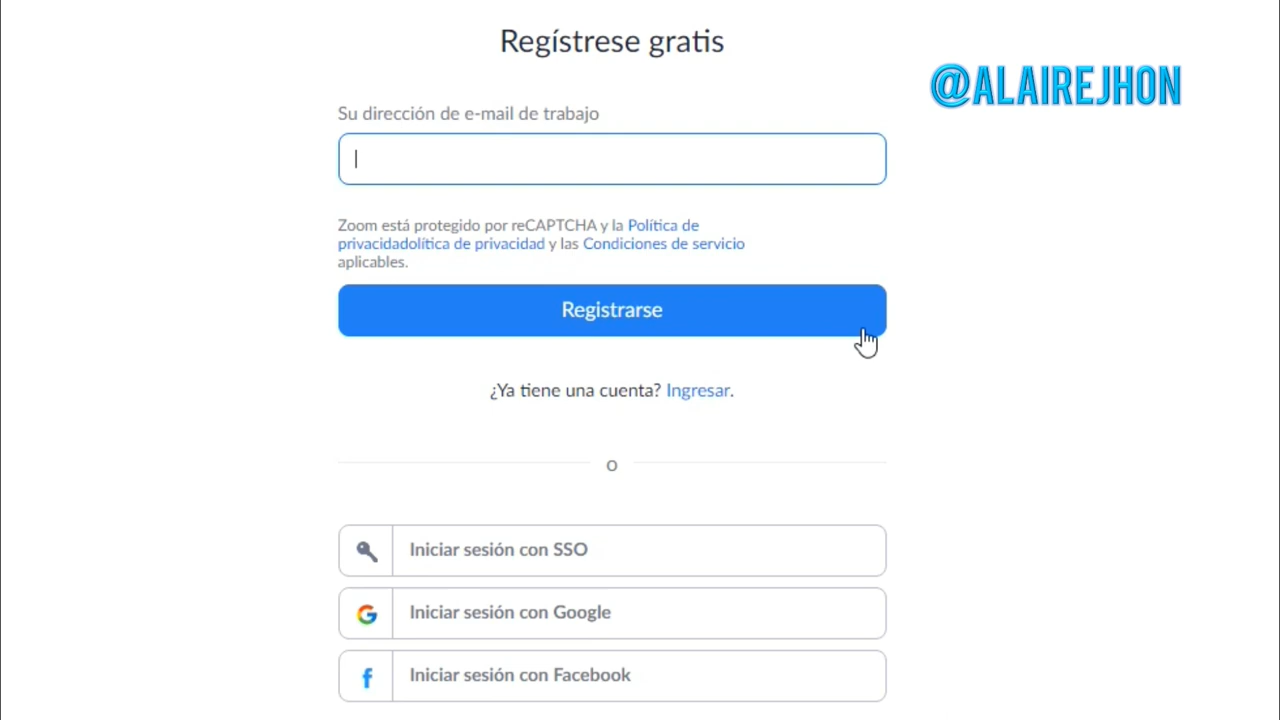 Regístrese gratis
@ALAIREJHON
Su dirección de e-mail de trabajo
Zoom está protegido por reCAPTCHA y la Política de
privacidadolítica de privacidad y las Condiciones de servicio
aplicables.
Registrarse
¿Ya tiene una cuenta? Ingresar.
O
Iniciar sesión con SSO
Iniciar sesión con Google
Iniciar sesión con Facebook